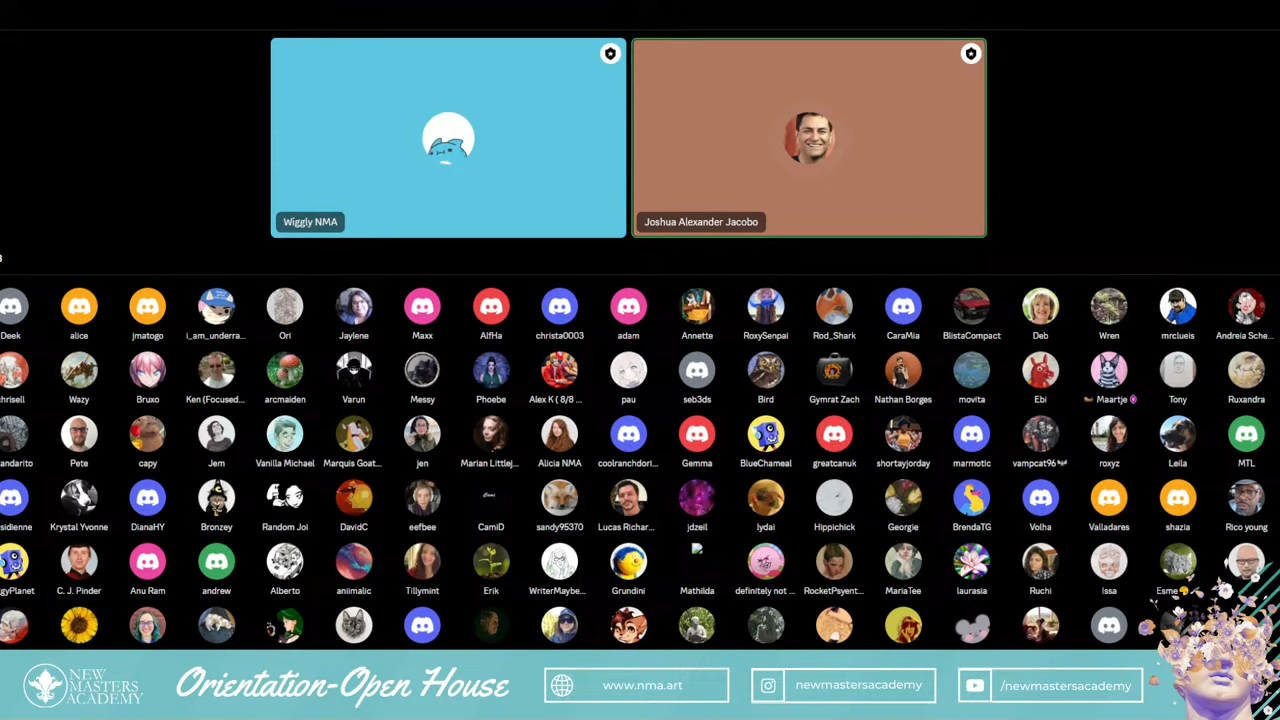 Wiggly NMA
Joshua Alexander Jacobo
Deek alice jmatogo i_am_underra... Ori Jaylene Maxx AlfHa christa0003 adam Annette RoxySenpai Rod_Shark CaraMia BlistaCompact Deb Wren mrclueis Andreia Sche...
chrisell Wazy Bruxo Ken (Focused... arcmaiden Varun Messy Phoebe Alex K ( 8/8 ... pau seb3ds Bird Gymrat Zach Nathan Borges movita Ebi Maartje Tony Ruxandra
andarito Pete capy Jem Vanilla Michael Marquis Goat... jen Marian Littlej... Alicia NMA coolranchdori... Gemma BlueChameal greatcanuk shortayjorday marmotic vampcat96 roxyz Leila MTL
sidienne Krystal Yvonne DianaHY Bronzey Random Joi DavidC eefbee CamiD sandy95370 Lucas Richar... jdzeil lydai Hippichick Georgie BrendaTG Volha Valladares shazia Rico young
gyPlanet C. J. Pinder Anu Ram andrew Alberto aniimalic Tillymint Erik WriterMaybe... Grundini Mathilda definitely not ... RocketPsyent... MariaTee laurasia Ruchi Issa Esme
NEW MASTERS ACADEMY
Orientation-Open House
www.nma.art
newmastersacademy
/newmastersacademy